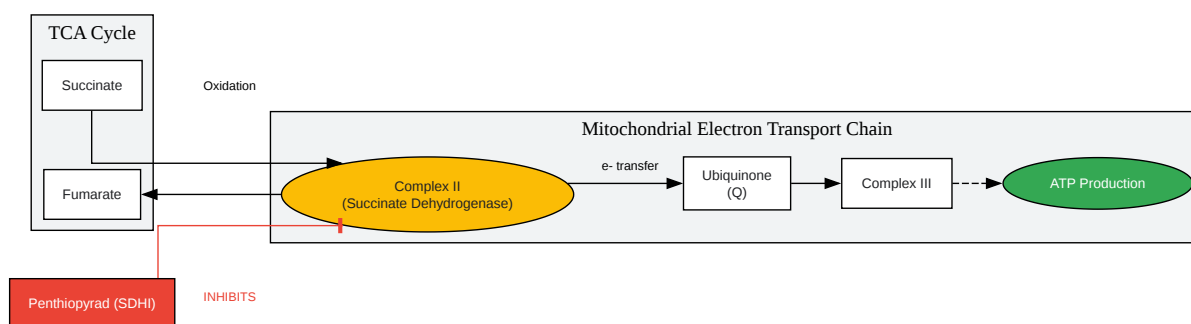 TCA Cycle
Succinate
Oxidation
Mitochondrial Electron Transport Chain
e- transfer
Complex II
(Succinate Dehydrogenase)
Ubiquinone
(Q)
Complex III
ATP Production
Fumarate
Penthiopyrad (SDHI)
INHIBITS